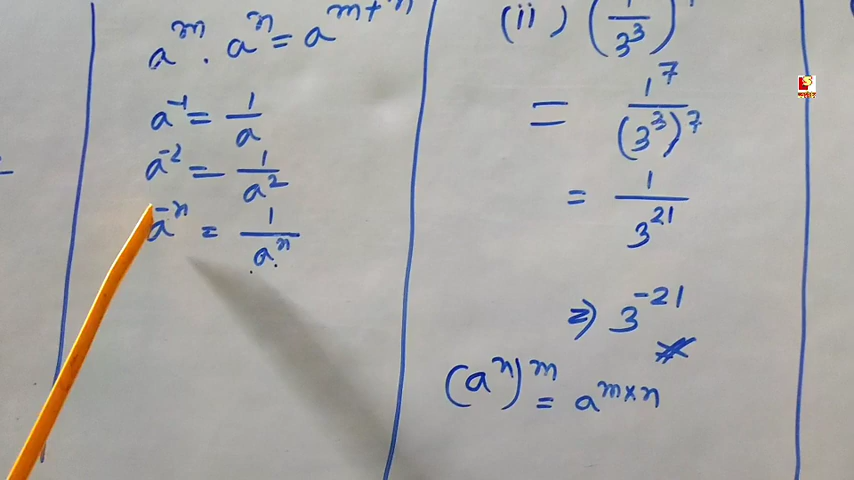 a^m . a^n = a^{m+n}
a^{-1} = 1/a
a^{-2} = 1/a^2
a^{-n} = 1/a^n
(ii) (1/3^3)
= 1^7/(3^3)^7
= 1/3^{21}
⇒ 3^{-21}
(a^n)^m = a^{m×n}